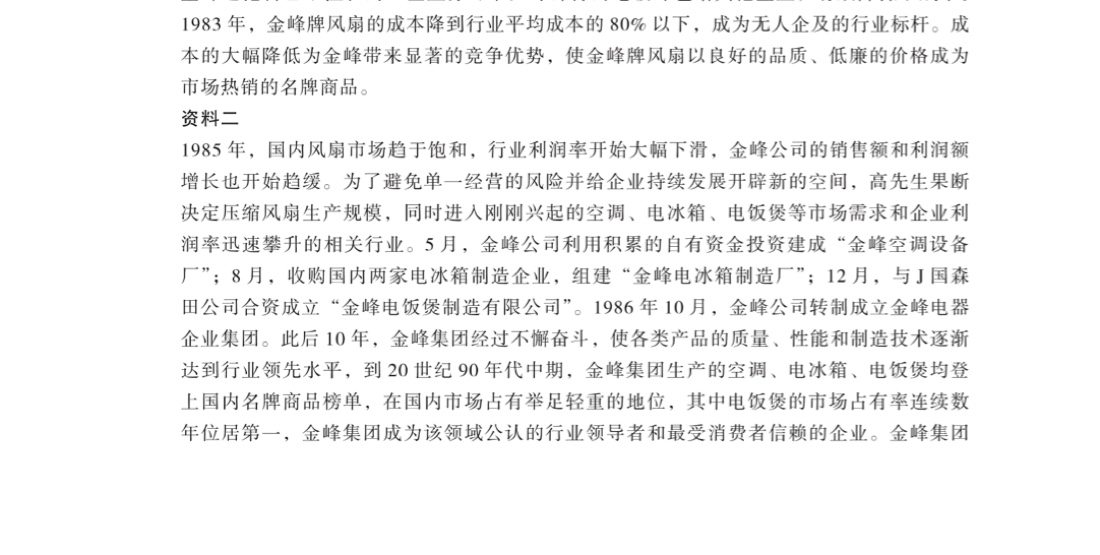 1983 年，金峰牌风扇的成本降到行业平均成本的 80% 以下，成为无人企及的行业标杆。成
本的大幅降低为金峰带来显著的竞争优势，使金峰牌风扇以良好的品质、低廉的价格成为
市场热销的名牌商品。
资料二
1985 年，国内风扇市场趋于饱和，行业利润率开始大幅下滑，金峰公司的销售额和利润额
增长也开始趋缓。为了避免单一经营的风险并给企业持续发展开辟新的空间，高先生果断
决定压缩风扇生产规模，同时进入刚刚兴起的空调、电冰箱、电饭煲等市场需求和企业利
润率迅速攀升的相关行业。5 月，金峰公司利用积累的自有资金投资建成“金峰空调设备
厂”；8 月，收购国内两家电冰箱制造企业，组建“金峰电冰箱制造厂”；12 月，与 J 国森
田公司合资成立“金峰电饭煲制造有限公司”。1986 年 10 月，金峰公司转制成立金峰电器
企业集团。此后 10 年，金峰集团经过不懈奋斗，使各类产品的质量、性能和制造技术逐渐
达到行业领先水平，到 20 世纪 90 年代中期，金峰集团生产的空调、电冰箱、电饭煲均登
上国内名牌商品榜单，在国内市场占有举足轻重的地位，其中电饭煲的市场占有率连续数
年位居第一，金峰集团成为该领域公认的行业领导者和最受消费者信赖的企业。金峰集团